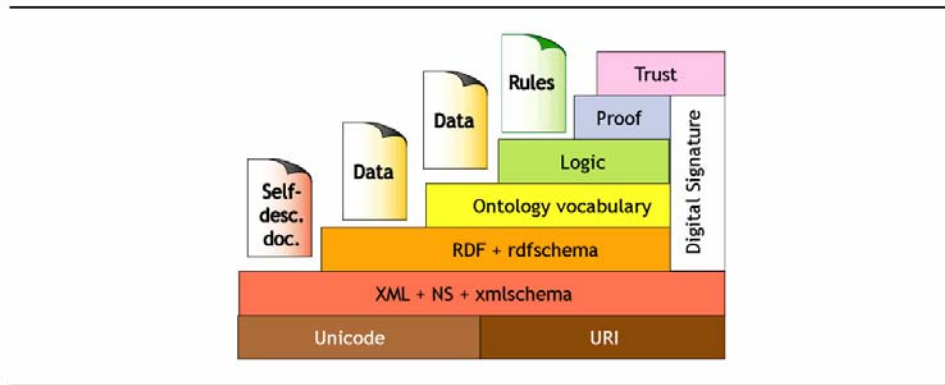 Rules
Trust
Data
Proof
Data
Logic
Self-
desc.
doc.
Ontology vocabulary
Digital Signature
RDF + rdfschema
XML + NS + xmlschema
Unicode
URI